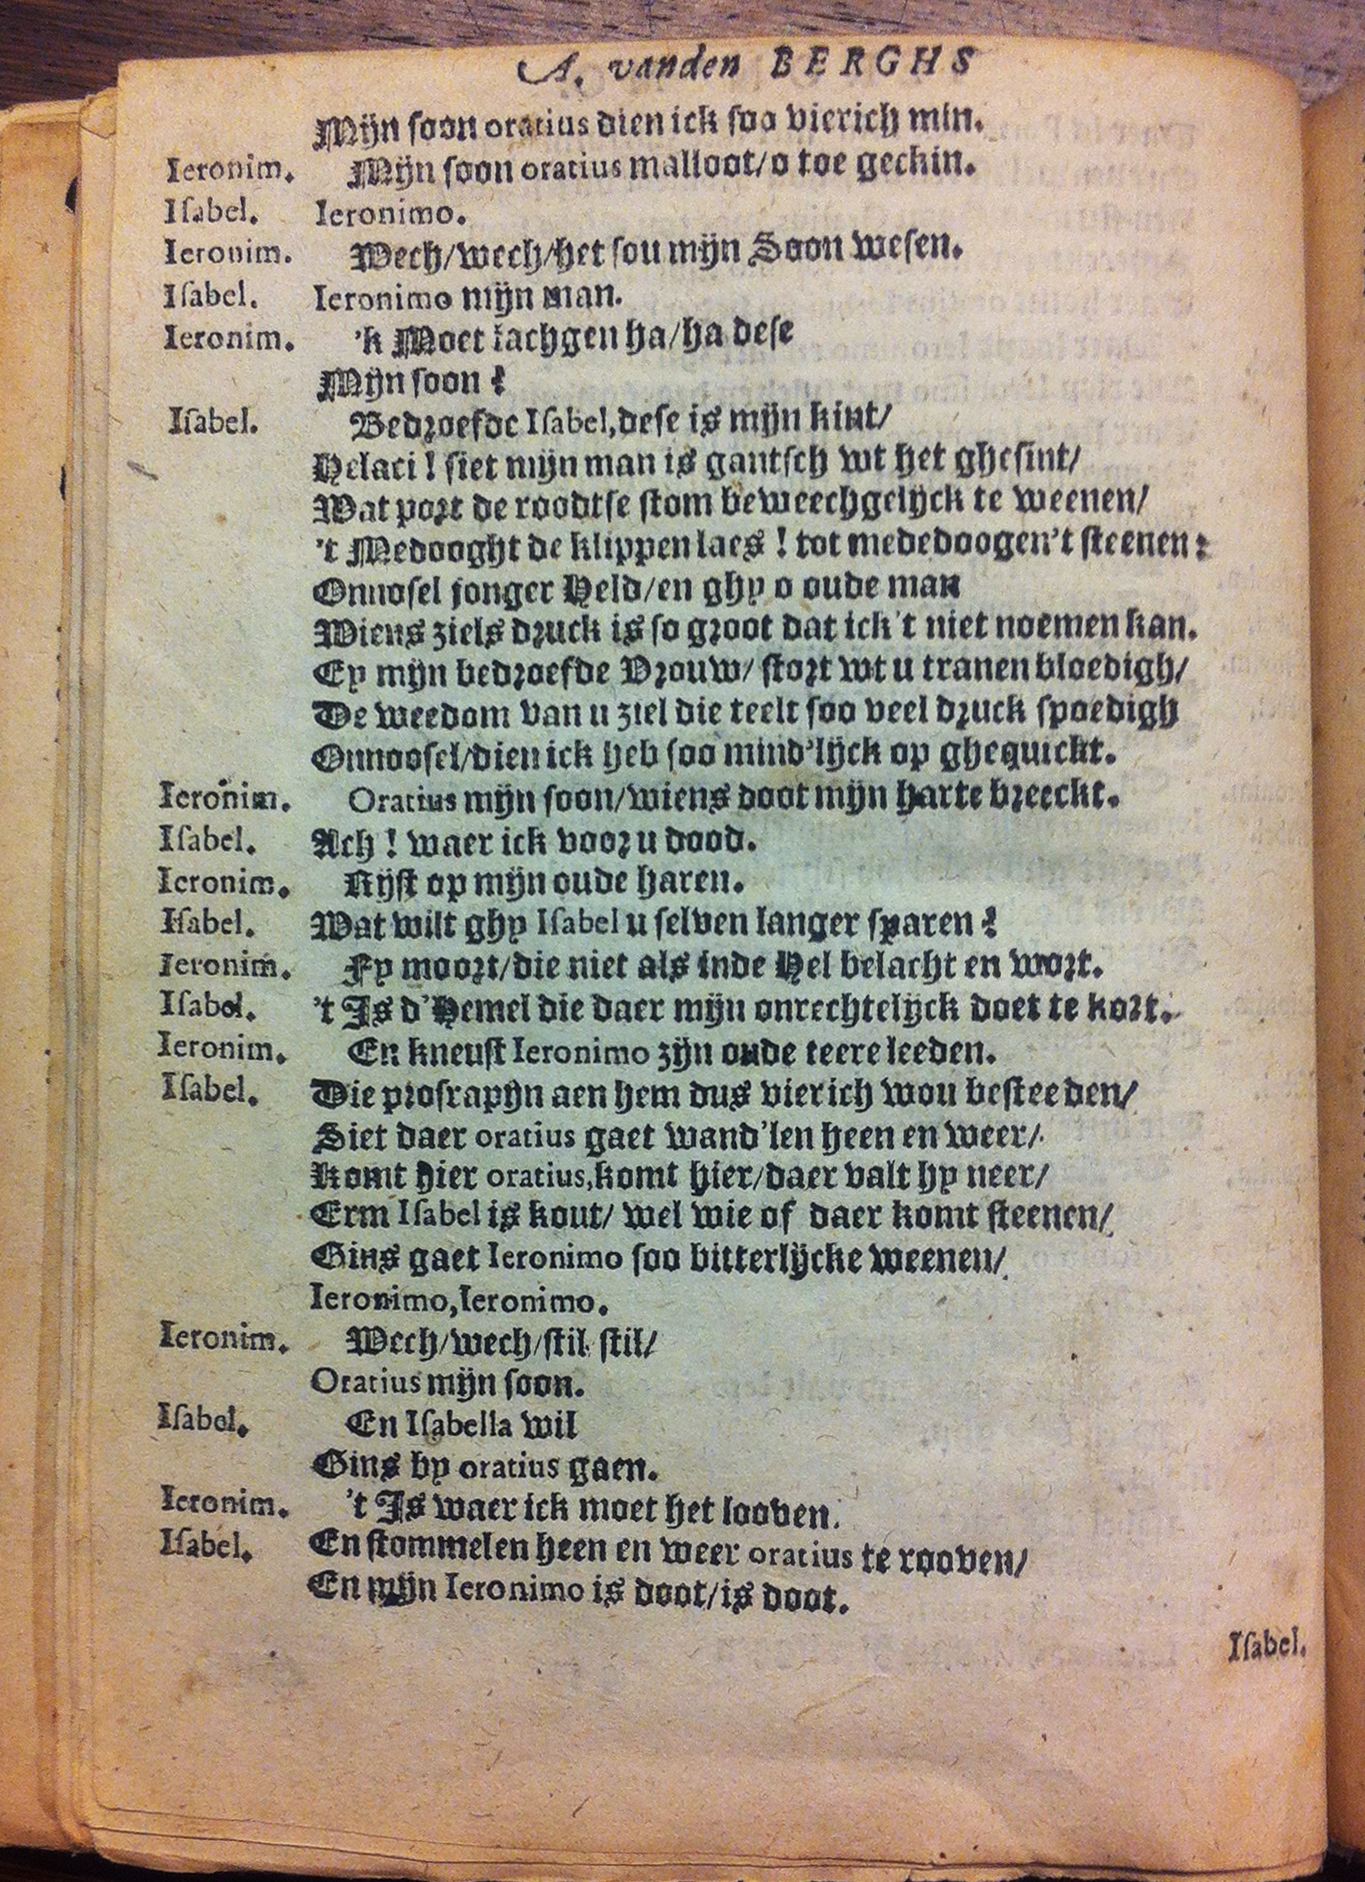 A. vanden BERGHS
Mijn soon oratius dien ick soo vierich min.
Ieronim. Mijn soon oratius malloot/o toe geckin.
Isabel. Ieronimo.
Ieronim. Wech/wech/het sou mijn Soon wesen.
Isabel. Ieronimo mijn man.
Ieronim. 'k Moet lachgen ha/ha dese
Mijn soon?
Isabel. Bedroefde Isabel,dese is mijn kint/
Helaci! siet mijn man is gantsch wt het ghesint/
Wat port de roodtse stom beweechgelijck te weenen/
't Medooght de klippen laes! tot mededoogen't steenen:
Onnosel jonger Held/en ghy o oude man
Wiens ziels druck is so groot dat ick't niet noemen kan.
Ey mijn bedroefde Vrouw/ stort wt u tranen bloedigh/
De weedom van u ziel die teelt soo veel druck spoedigh
Onnoosel/dien ick heb soo mind'lijck op ghequickt.
Ieronim. Oratius mijn soon/wiens doot mijn harte breeckt.
Isabel. Ach! waer ick voor u dood.
Ieronim. Rijst op mijn oude haren.
Isabel. Wat wilt ghy Isabel u selven langer sparen?
Ieronim. Fy moort/die niet als inde Hel belacht en wort.
Isabel. 't Is d'Hemel die daer mijn onrechtelijck doet te kort.
Ieronim. En kneust Ieronimo zijn oude teere leeden.
Isabel. Die prosrapijn aen hem dus vierich wou besteeden/
Siet daer oratius gaet wand'len heen en weer/
Komt hier oratius,komt hier/daer valt hy neer/
Erm Isabel is kout/ wel wie of daer komt steenen/
Gins gaet Ieronimo soo bitterlijcke weenen/
Ieronimo,Ieronimo.
Ieronim. Wech/wech/stil stil/
Oratius mijn soon.
Isabel. En Isabella wil
Gins by oratius gaen.
Ieronim. 't Is waer ick moet het looven.
Isabel. En stommelen heen en weer oratius te rooven/
En mijn Ieronimo is doot/is doot.
Isabel.